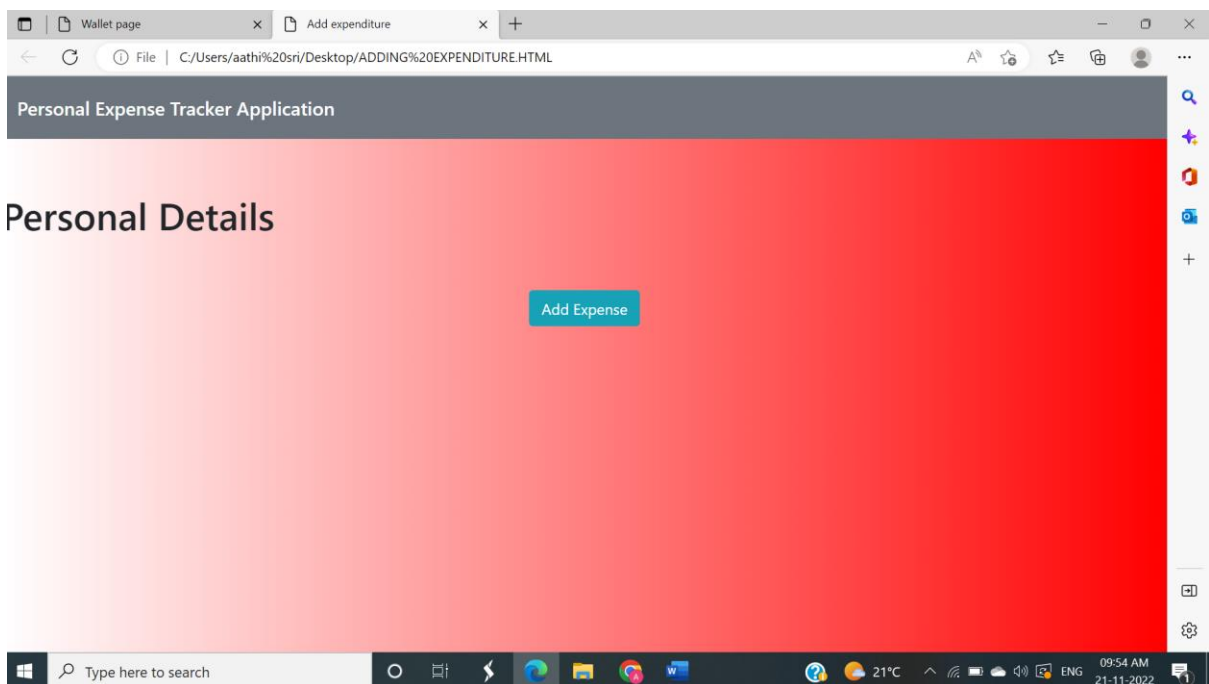 Wallet page
Add expenditure
File | C:/Users/aathi%20sri/Desktop/ADDING%20EXPENDITURE.HTML
Personal Expense Tracker Application
Personal Details
Add Expense
Type here to search
21°C
ENG
09:54 AM
21-11-2022